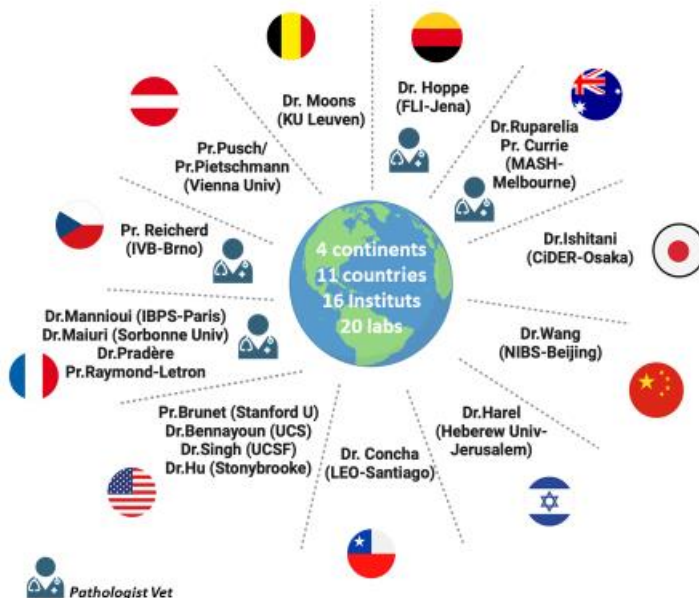 Dr. Moons
(KU Leuven)
Dr. Hoppe
(FLI-Jena)
Dr.Ruparelia
Pr. Currie
(MASH-
Melbourne)
Dr.Ishitani
(CiDER-Osaka)
Dr.Wang
(NIBS-Beijing)
Dr.Harel
(Heberew Univ-
Jerusalem)
Dr. Concha
(LEO-Santiago)
Pr.Brunet (Stanford U)
Dr.Bennayoun (UCS)
Dr.Singh (UCSF)
Dr.Hu (Stonybrooke)
Dr.Mannioui (IBPS-Paris)
Dr.Maiuri (Sorbonne Univ)
Dr.Pradère
Pr.Raymond-Letron
Pr. Reicherd
(IVB-Brno)
Pr.Pusch/
Pr.Pietschmann
(Vienna Univ)
4 continents
11 countries
16 instituts
20 labs
Pathologist Vet